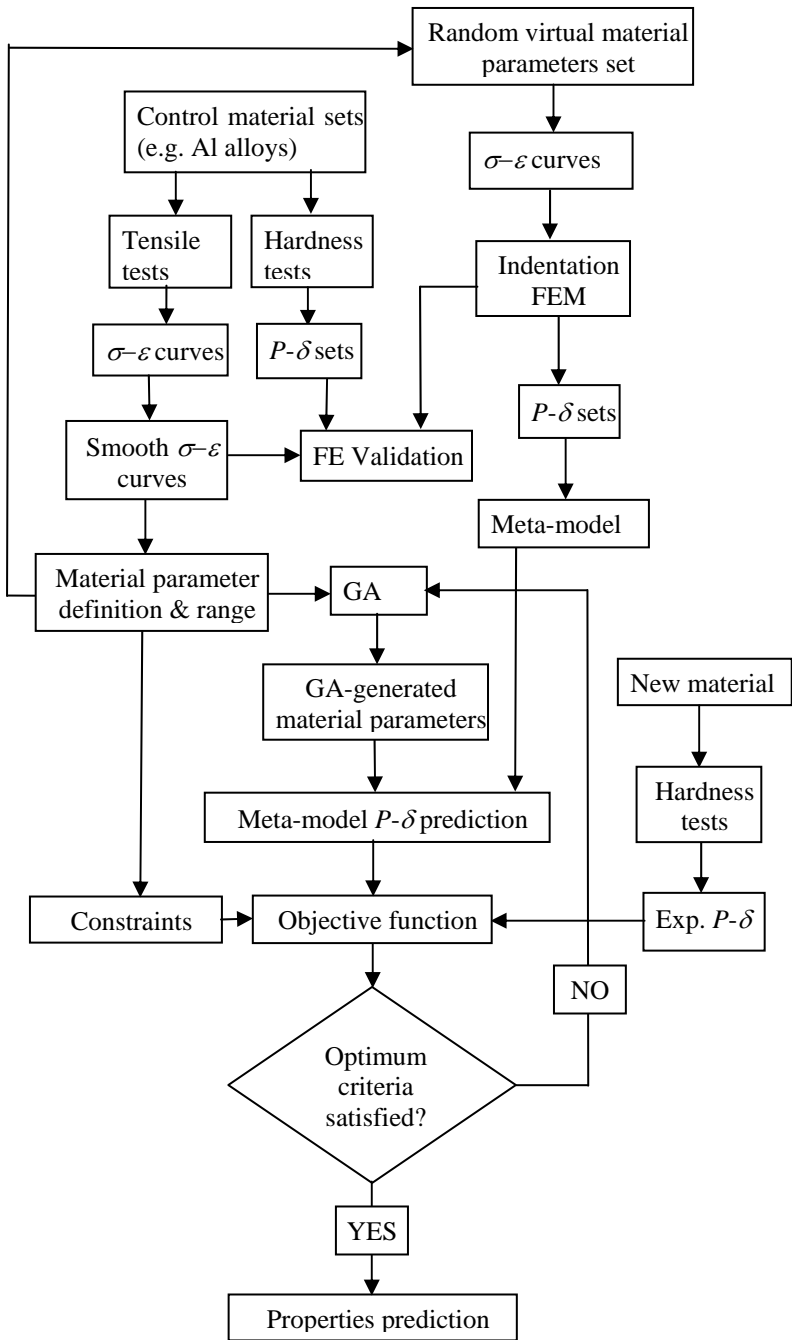 Random virtual material
parameters set
Control material sets
(e.g. Al alloys)
σ–ε curves
Tensile
tests
Hardness
tests
Indentation
FEM
σ–ε curves
P-δ sets
P-δ sets
Smooth σ–ε
curves
FE Validation
Meta-model
Material parameter
definition & range
GA
GA-generated
material parameters
New material
Meta-model P-δ prediction
Hardness
tests
Constraints
Objective function
Exp. P-δ
NO
Optimum
criteria
satisfied?
YES
Properties prediction